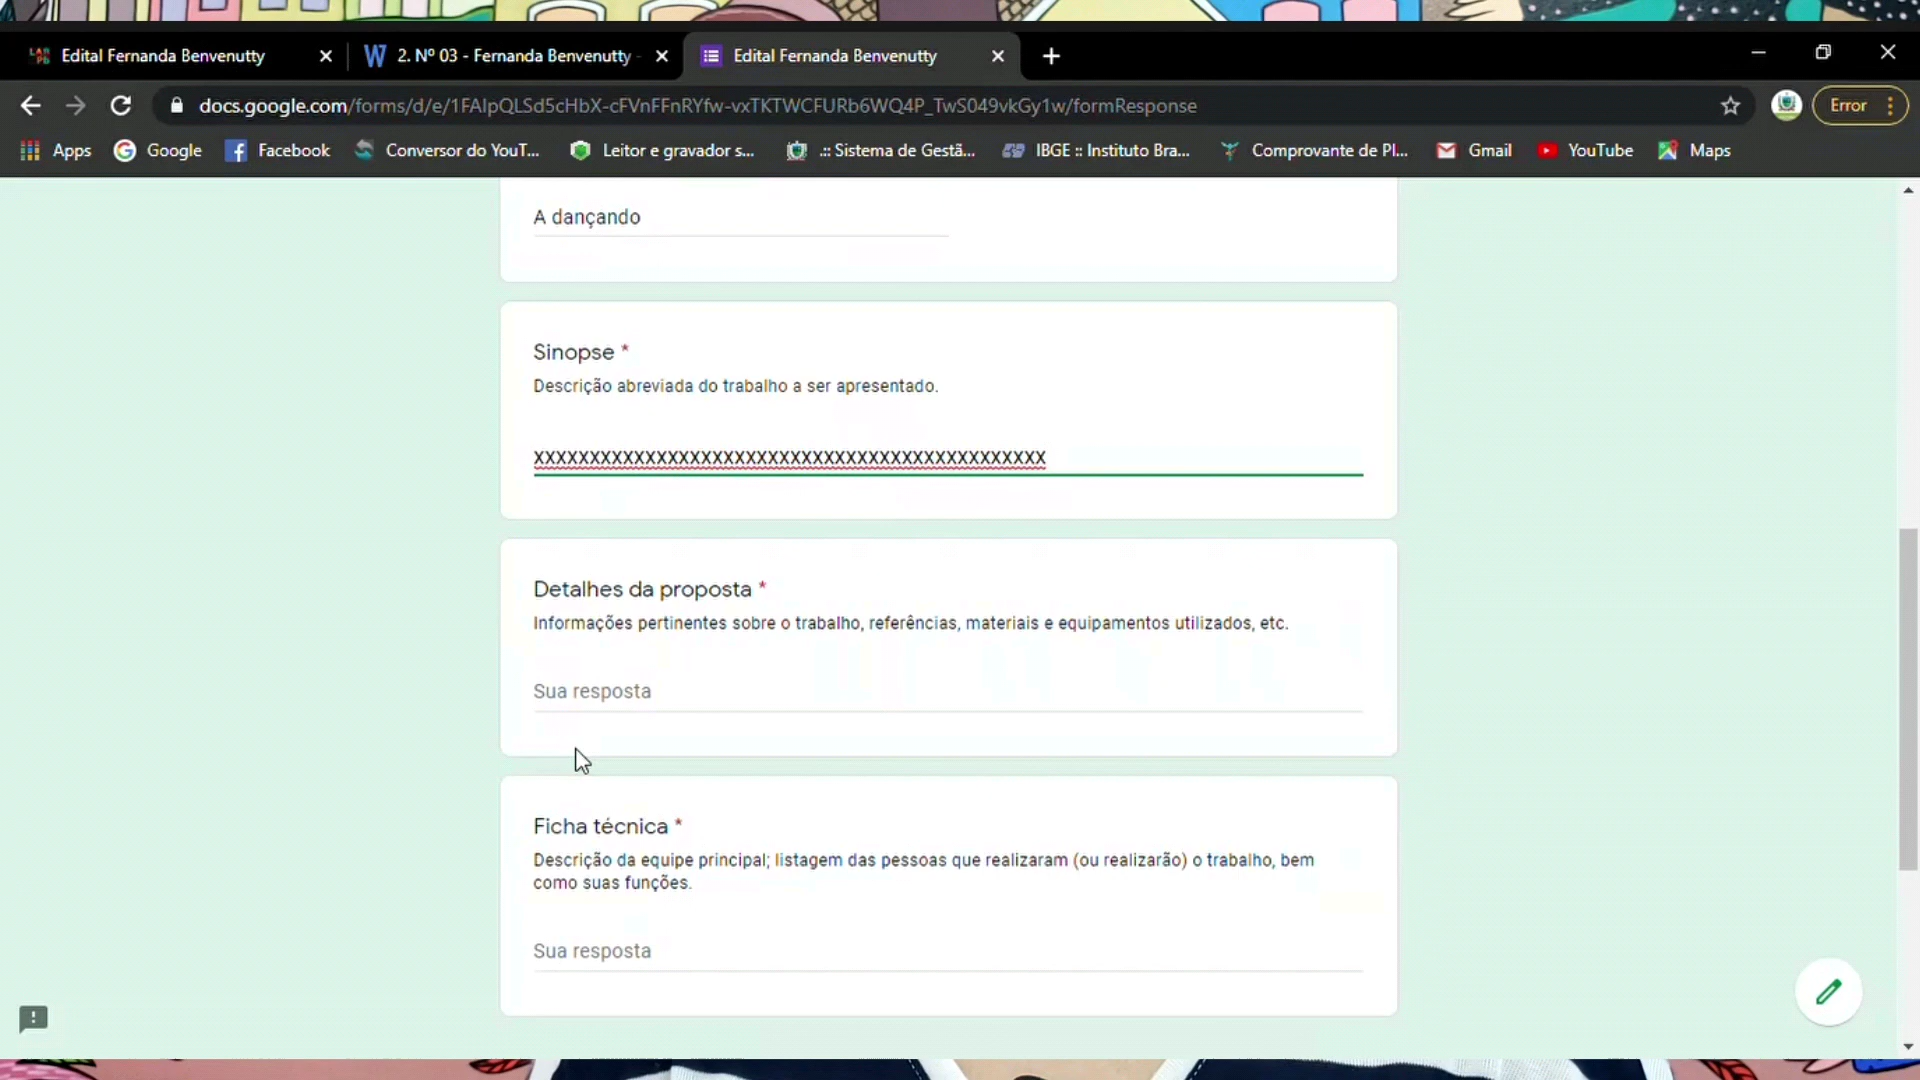 Edital Fernanda Benvenutty
2. Nº 03 - Fernanda Benvenutty -
Edital Fernanda Benvenutty
docs.google.com/forms/d/e/1FAIpQLSd5cHbX-cFVnFFnRYfw-vxTKTWCFURb6WQ4P_TwS049vkGy1w/formResponse
Error
Apps
Google
Facebook
Conversor do YouT...
Leitor e gravador s...
.:: Sistema de Gestã...
IBGE :: Instituto Bra...
Comprovante de Pl...
Gmail
YouTube
Maps
A dançando
Sinopse *
Descrição abreviada do trabalho a ser apresentado.
XXXXXXXXXXXXXXXXXXXXXXXXXXXXXXXXXXXXXXXXXXXXXX
Detalhes da proposta *
Informações pertinentes sobre o trabalho, referências, materiais e equipamentos utilizados, etc.
Sua resposta
Ficha técnica *
Descrição da equipe principal; listagem das pessoas que realizaram (ou realizarão) o trabalho, bem
como suas funções.
Sua resposta